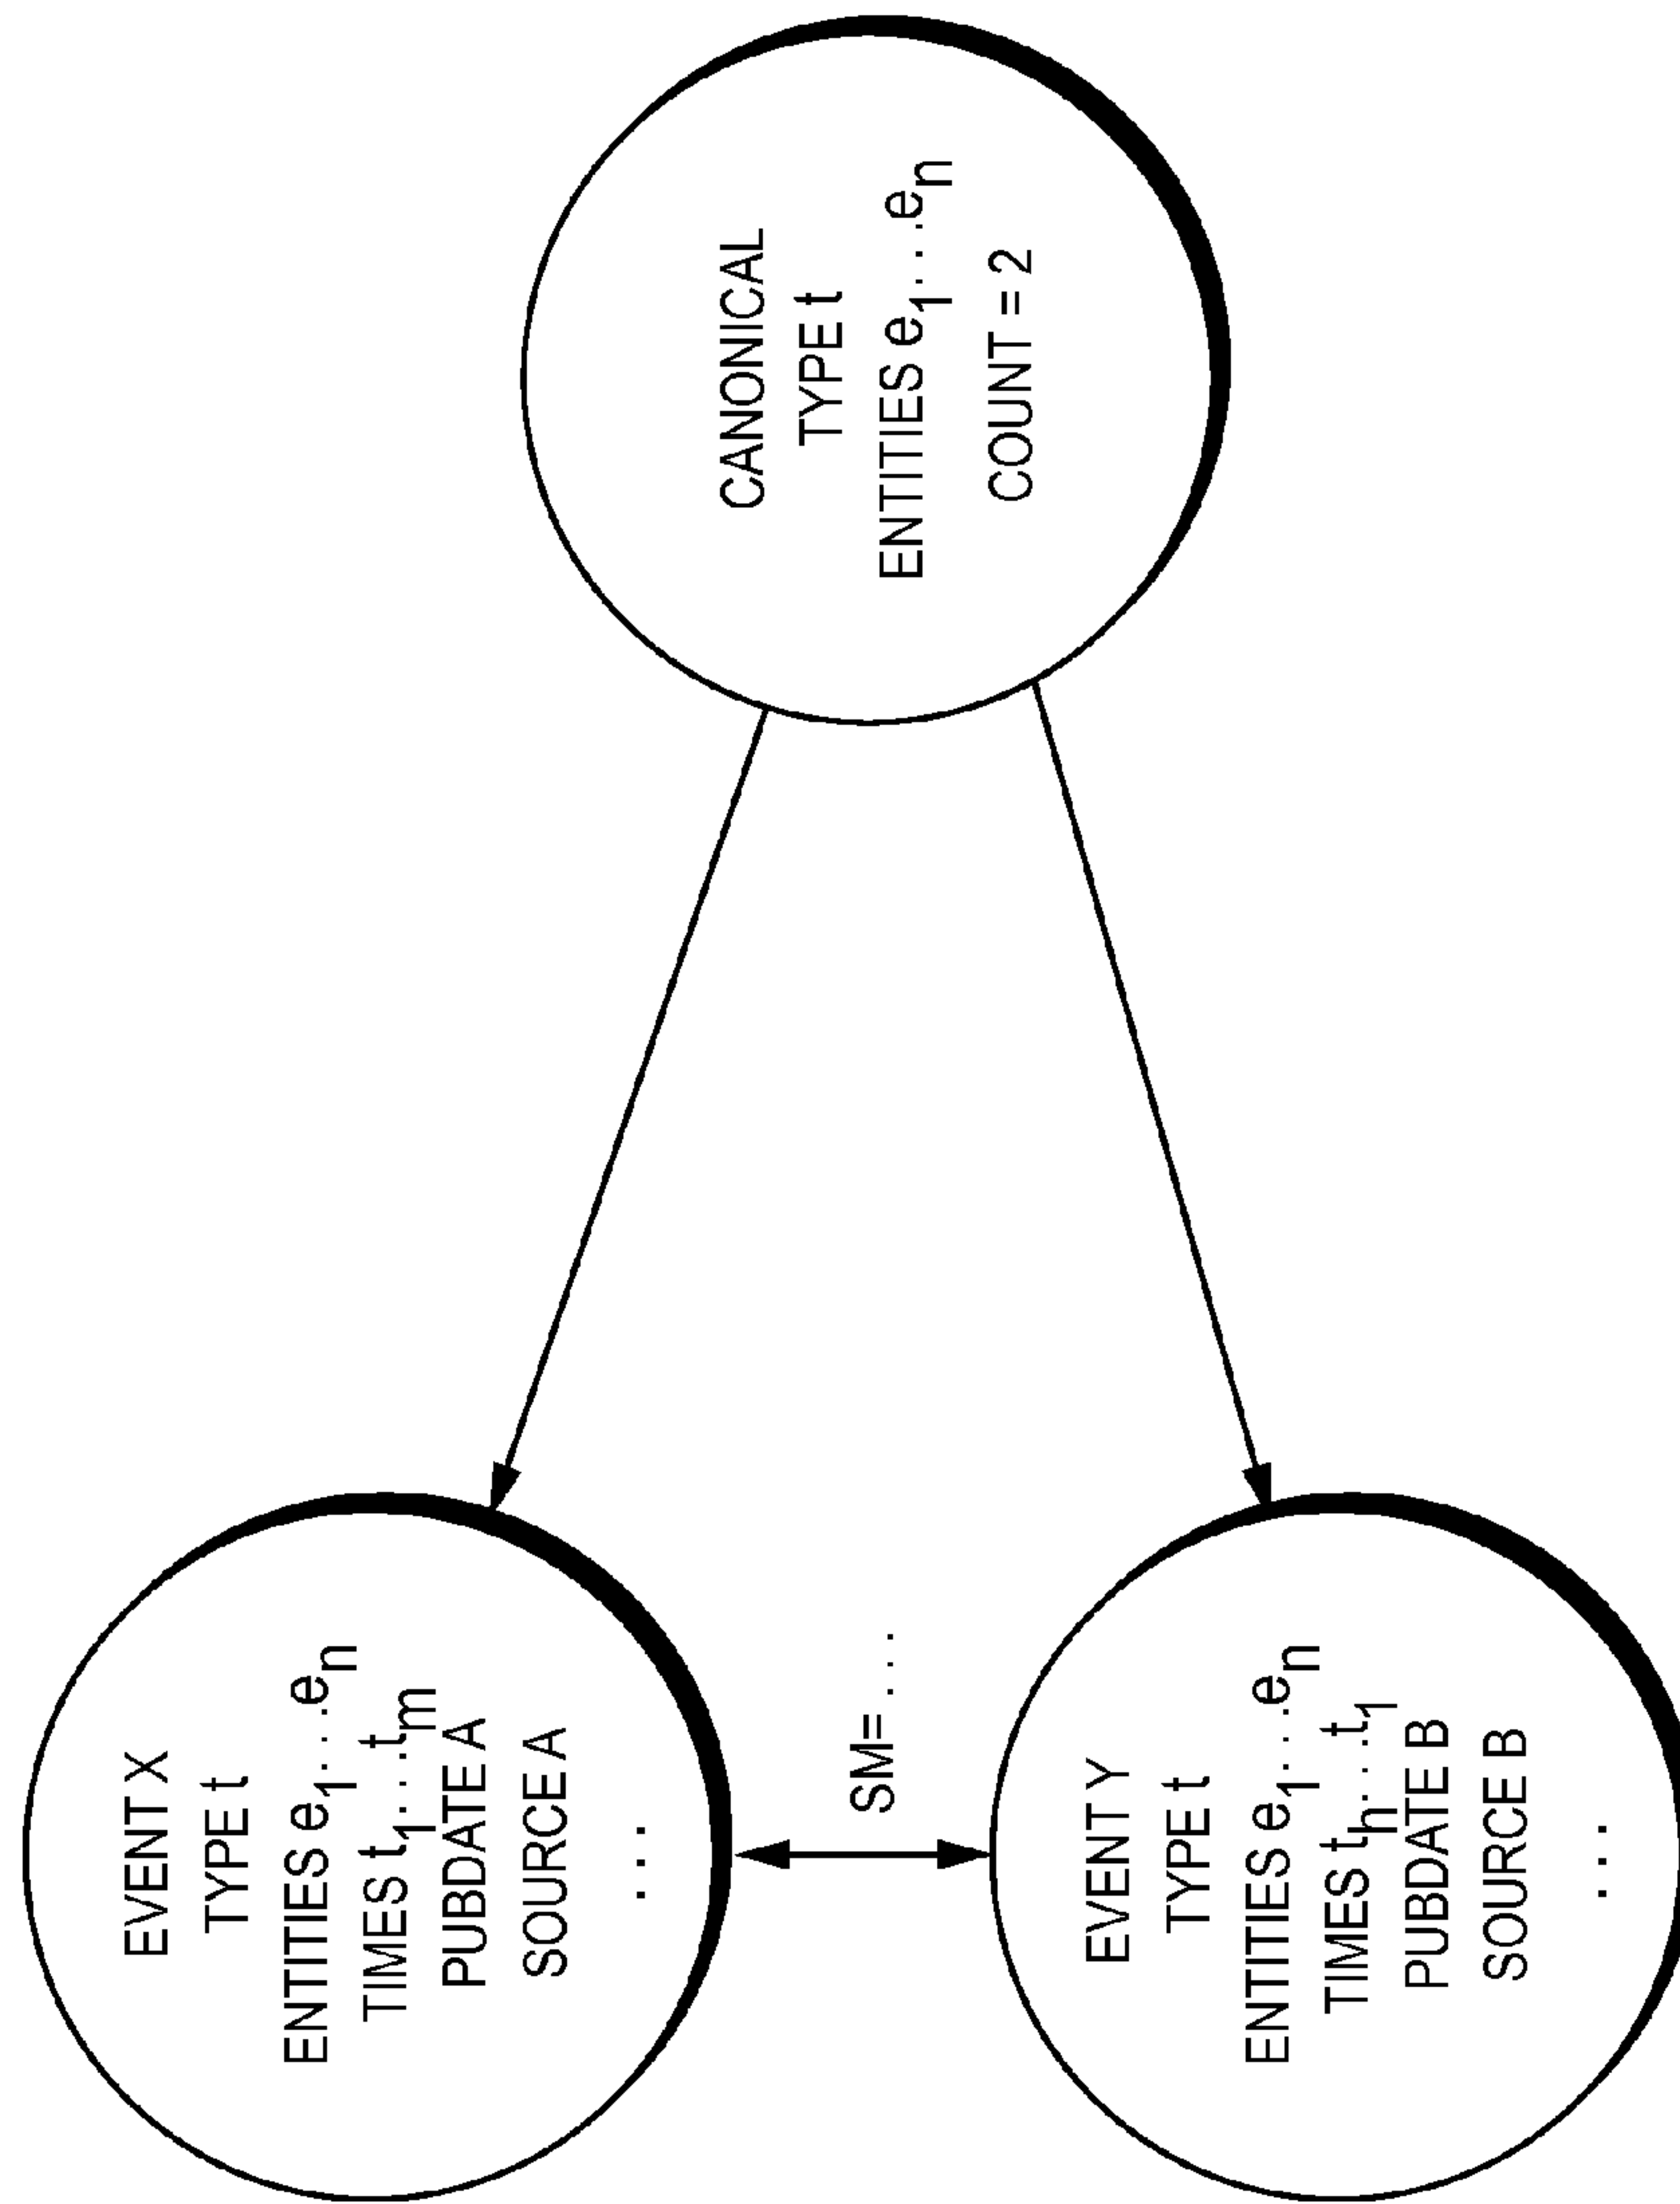 EVENT X
TYPE t
ENTITIES e1...en
TIMES t1...tm
PUBDATE A
SOURCE A
...
SM=...
EVENT Y
TYPE t
ENTITIES e1...en
TIMES th...t1
PUBDATE B
SOURCE B
...
CANONICAL
TYPE t
ENTITIES e1...en
COUNT = 2